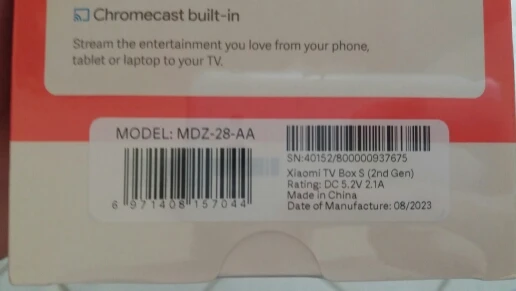 Chromecast built-in
Stream the entertainment you love from your phone,
tablet or laptop to your TV.
MODEL: MDZ-28-AA
6 971408 157044
SN:40152/800000937675
Xiaomi TV Box S (2nd Gen)
Rating: DC 5.2V 2.1A
Made in China
Date of Manufacture: 08/2023